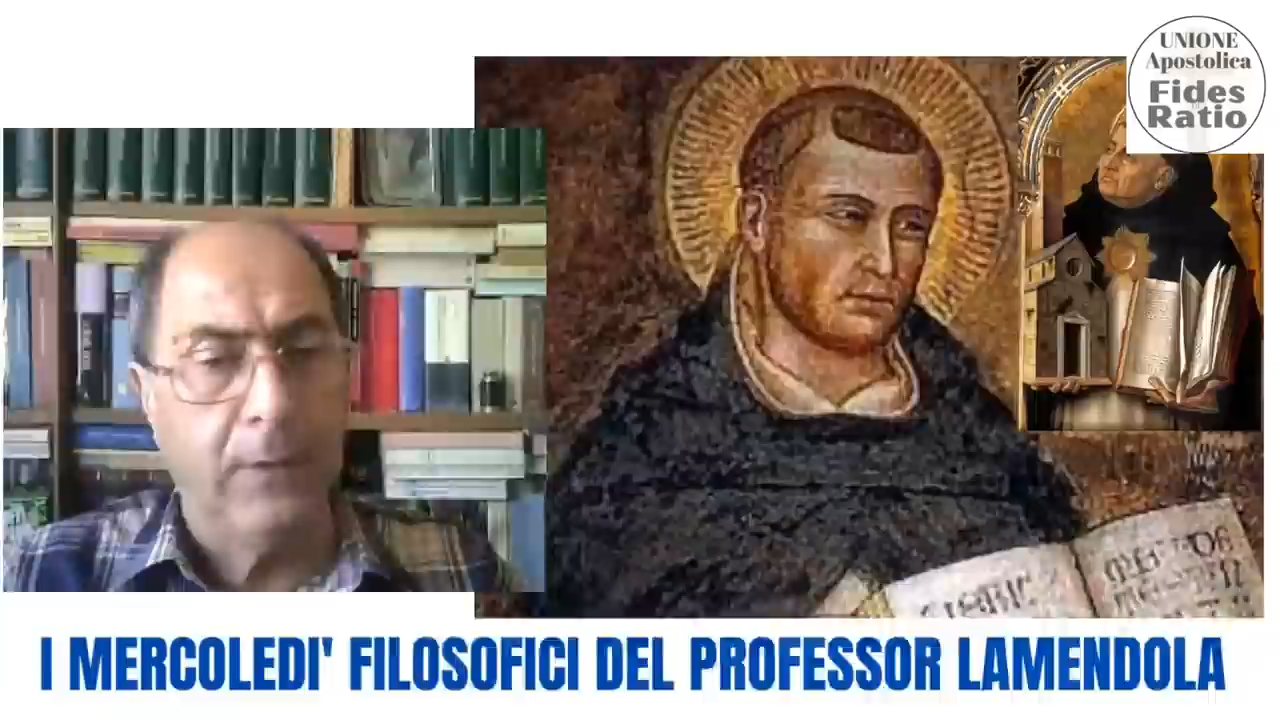 UNIONE
Apostolica
Fides
Ratio
I MERCOLEDI' FILOSOFICI DEL PROFESSOR LAMENDOLA